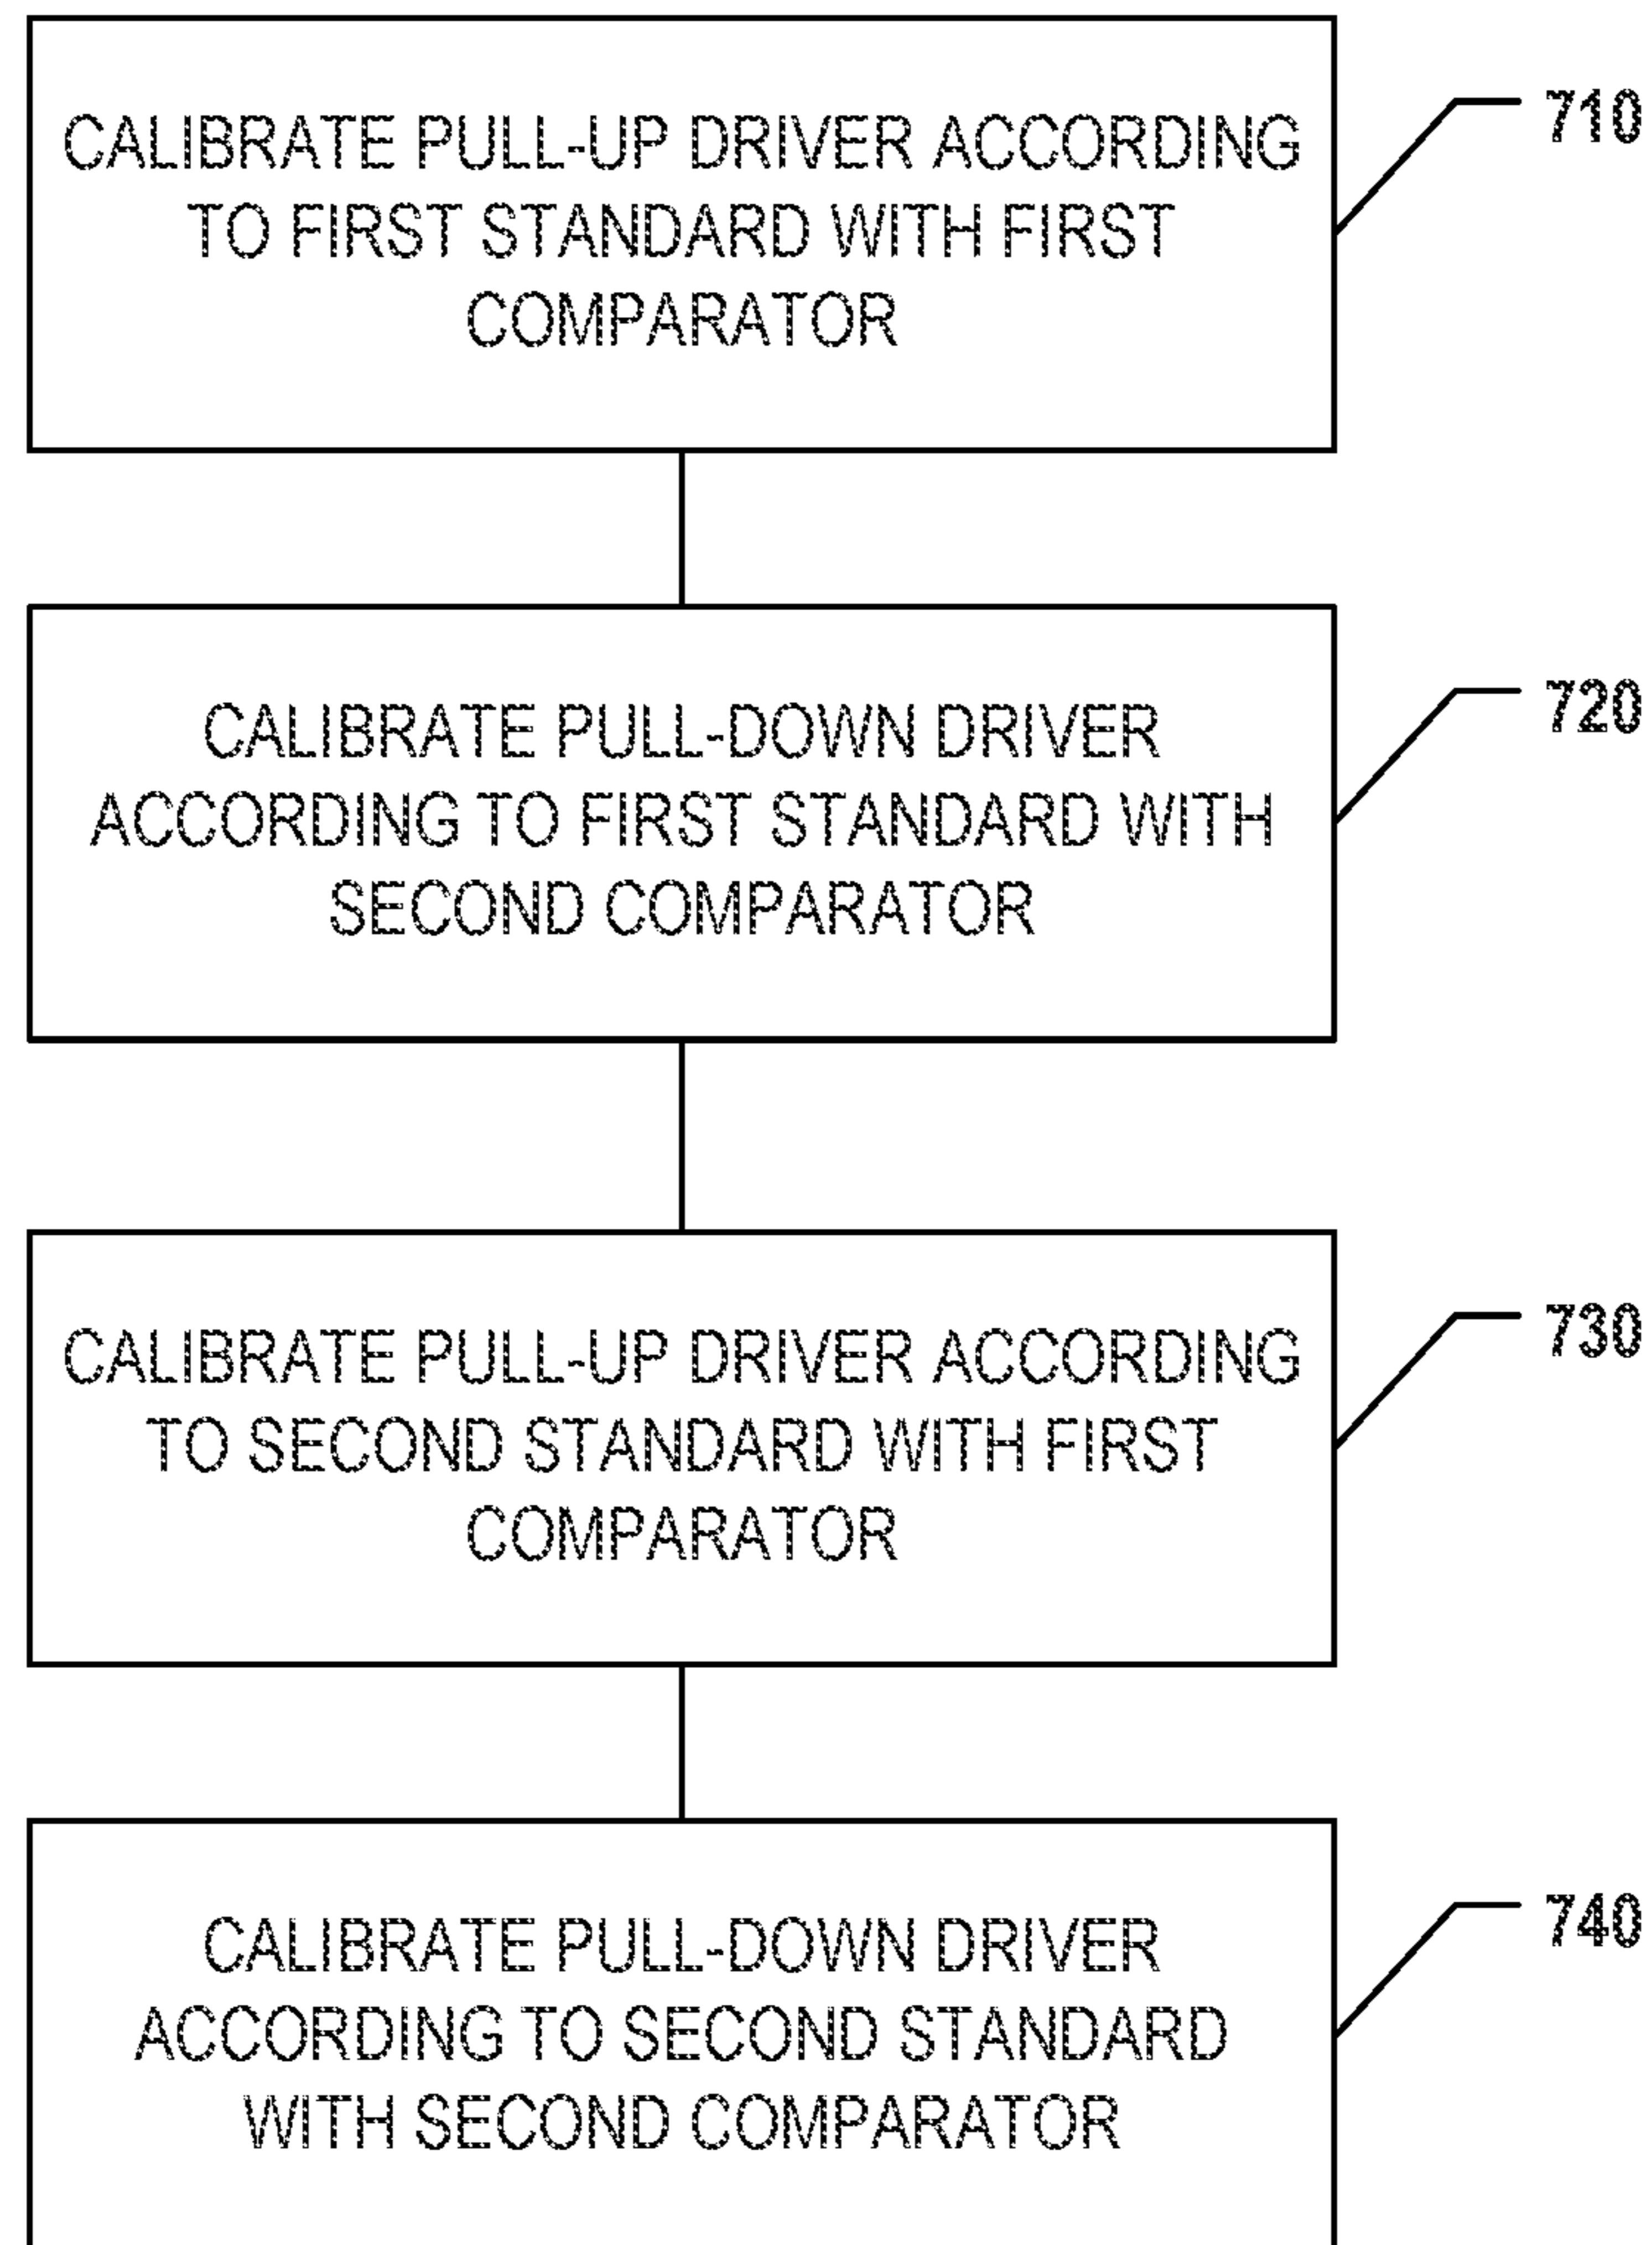 CALIBRATE PULL-UP DRIVER ACCORDING
TO FIRST STANDARD WITH FIRST
COMPARATOR
710
CALIBRATE PULL-DOWN DRIVER
ACCORDING TO FIRST STANDARD WITH
SECOND COMPARATOR
720
CALIBRATE PULL-UP DRIVER ACCORDING
TO SECOND STANDARD WITH FIRST
COMPARATOR
730
CALIBRATE PULL-DOWN DRIVER
ACCORDING TO SECOND STANDARD
WITH SECOND COMPARATOR
740